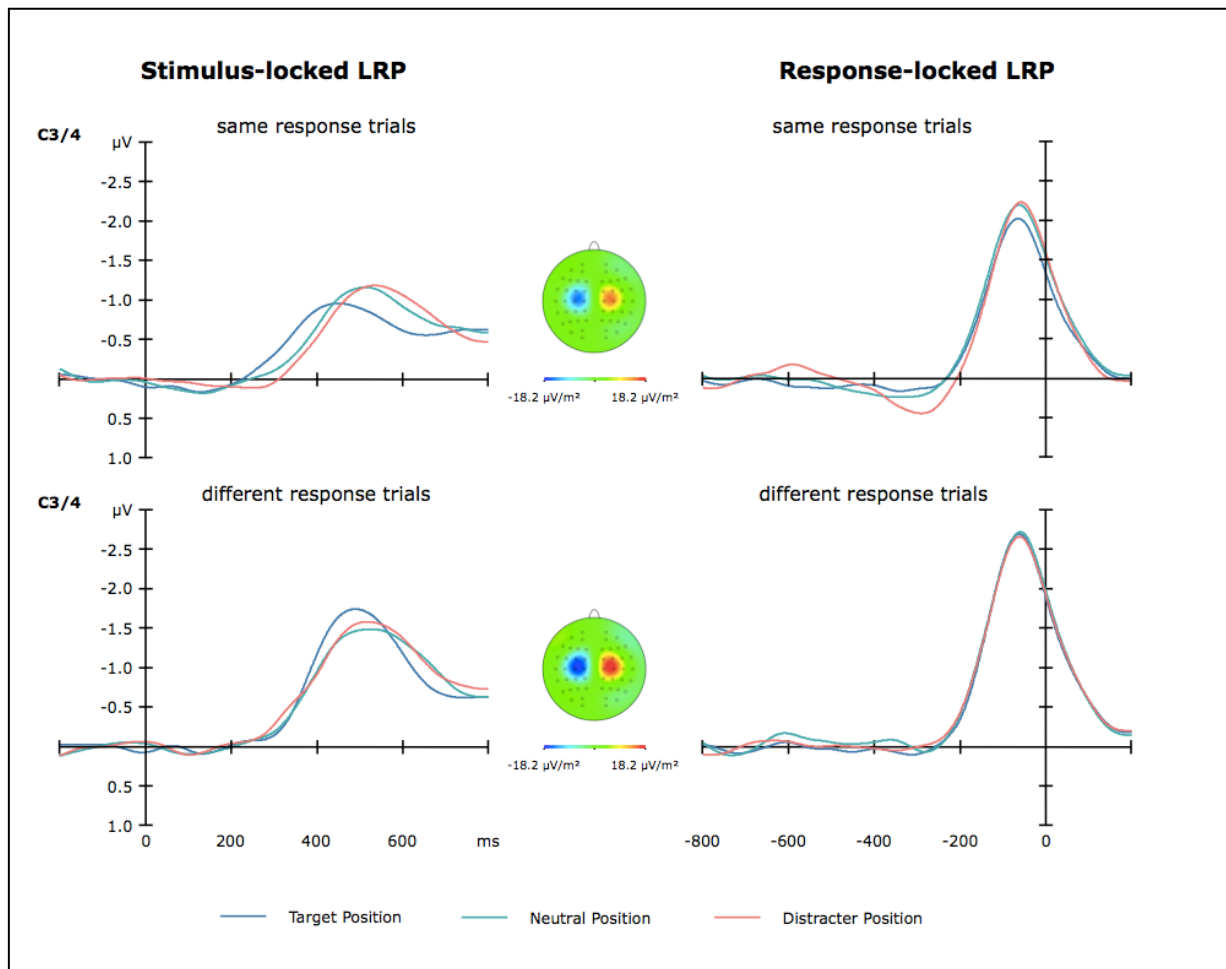 Stimulus-locked LRP
Response-locked LRP
C3/4
same response trials
same response trials
µV
-2.5
-2.0
-1.5
-1.0
-0.5
0.5
1.0
-18.2 µV/m² 18.2 µV/m²
C3/4
different response trials
different response trials
µV
-2.5
-2.0
-1.5
-1.0
-0.5
0.5
1.0
-18.2 µV/m² 18.2 µV/m²
0 200 400 600 ms
-800 -600 -400 -200 0
Target Position Neutral Position Distracter Position